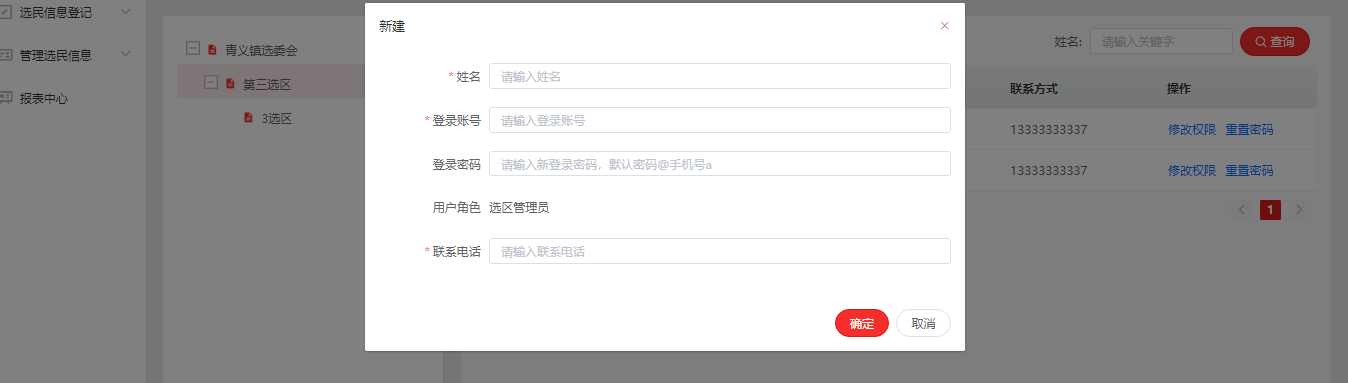 选民信息登记
管理选民信息
报表中心
青义镇选委会
第三选区
3选区
新建
* 姓名 请输入姓名
* 登录账号 请输入登录账号
登录密码 请输入新登录密码，默认密码@手机号a
用户角色 选区管理员
* 联系电话 请输入联系电话
确定 取消
姓名: 请输入关键字 查询
联系方式 操作
13333333337 修改权限 重置密码
13333333337 修改权限 重置密码
1